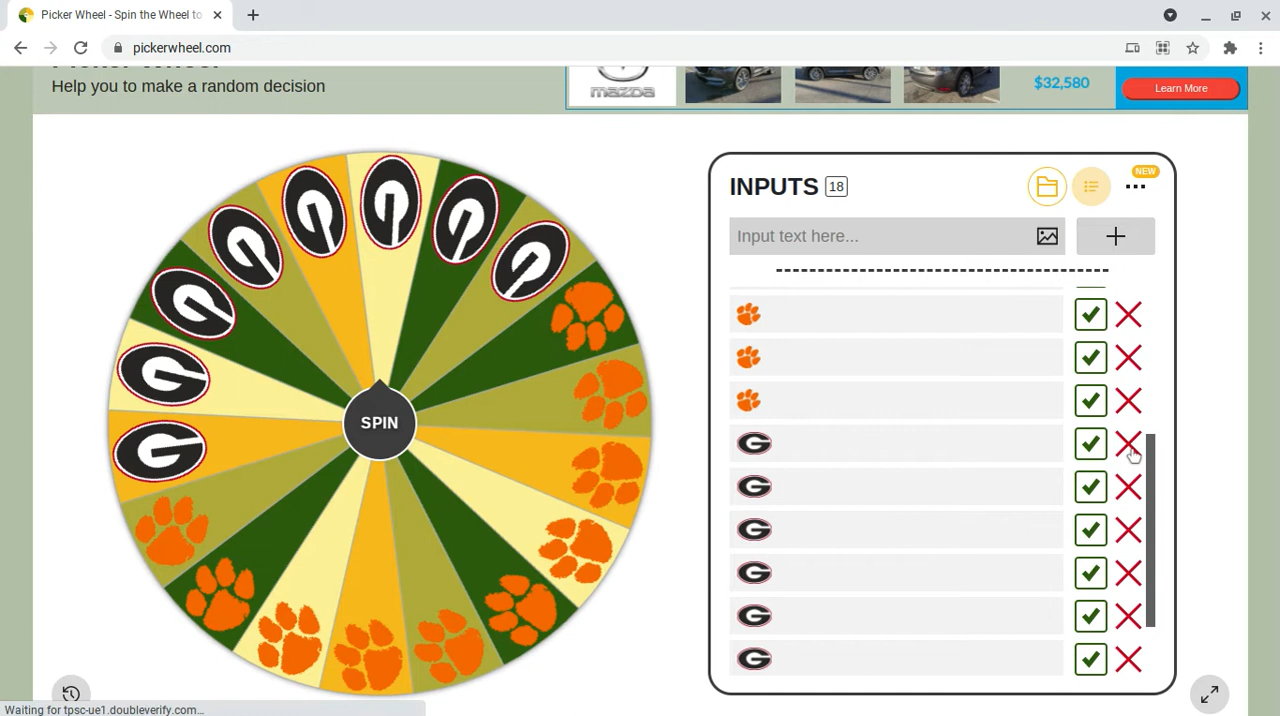 Picker Wheel - Spin the Wheel to
pickerwheel.com
Help you to make a random decision
mazda
$32,580
Learn More
INPUTS 18
NEW
Input text here...
SPIN
G
G
G
G
G
G
G
G
G
G
G
G
G
G
Waiting for tpsc-ue1.doubleverify.com...